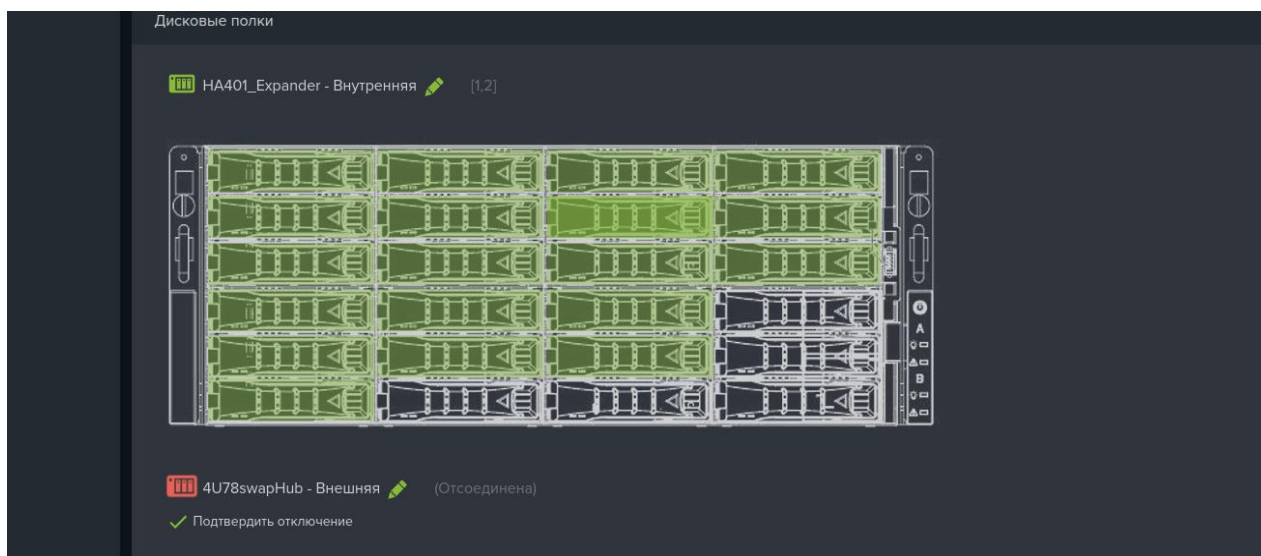 Дисковые полки
HA401_Expander - Внутренняя [1,2]
A
B
4U78swapHub - Внешняя (Отсоединена)
Подтвердить отключение